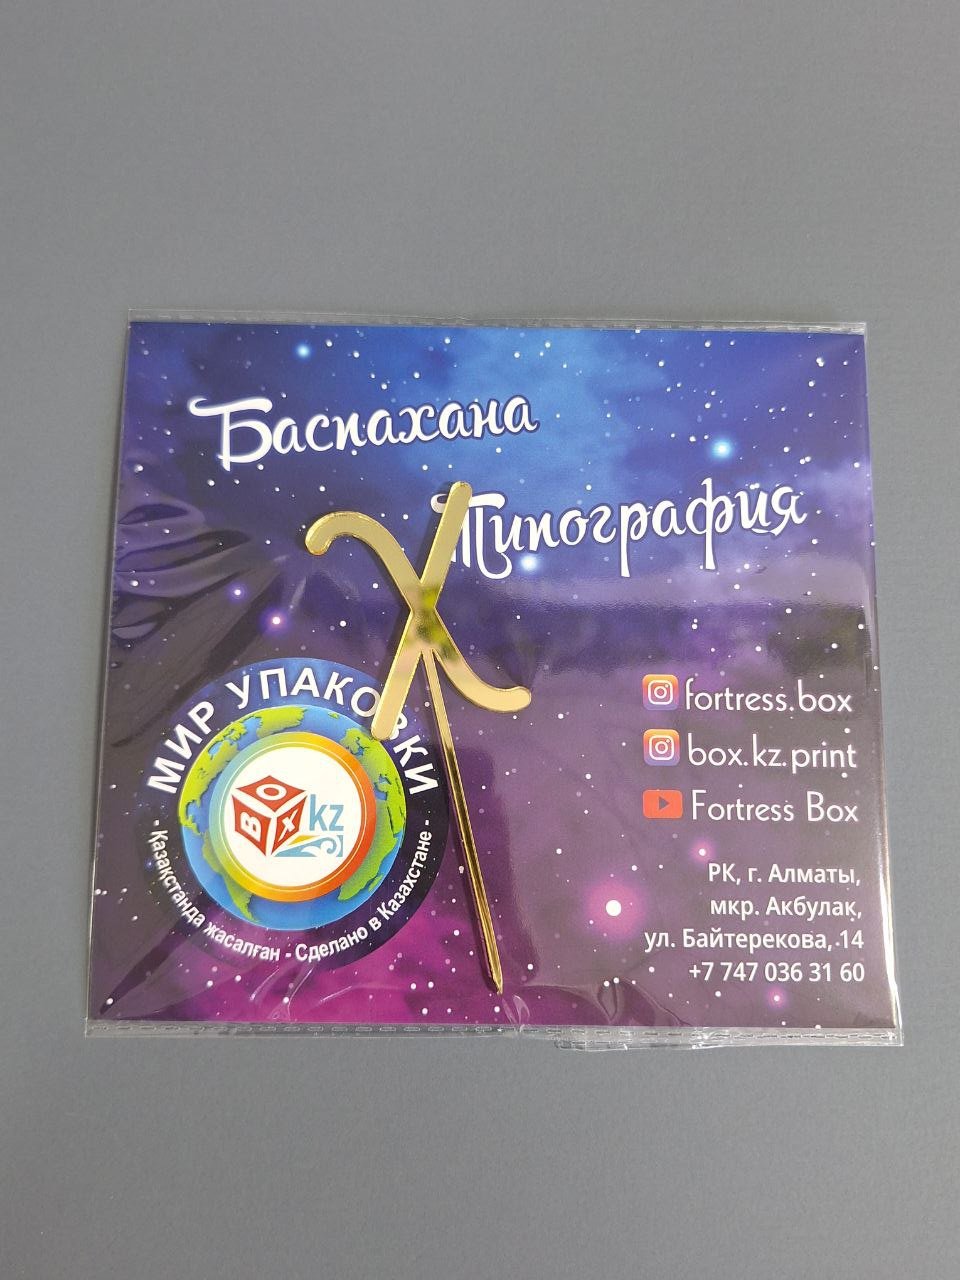 Баспахана
Типография
Х
МИР УПАКОВКИ
BOX
kz
- Қазақстанда жасалған - Сделано в Казахстане -
fortress.box
box.kz.print
Fortress Box
РК, г. Алматы,
мкр. Акбулак,
ул. Байтерекова, 14
+7 747 036 31 60